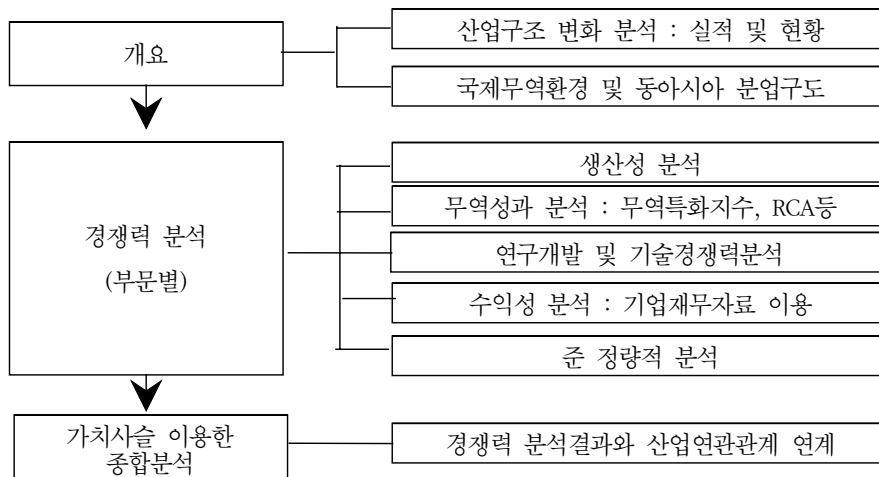 개요
산업구조 변화 분석 : 실적 및 현황
국제무역환경 및 동아시아 분업구도
경쟁력 분석
(부문별)
생산성 분석
무역성과 분석 : 무역특화지수, RCA등
연구개발 및 기술경쟁력분석
수익성 분석 : 기업재무자료 이용
준 정량적 분석
가치사슬 이용한
종합분석
경쟁력 분석결과와 산업연관관계 연계